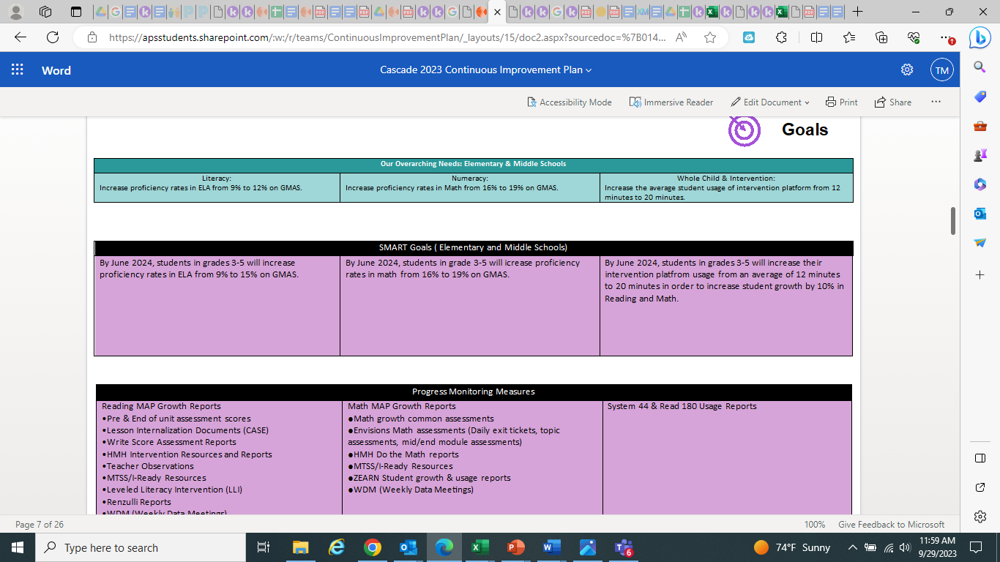 https://apsstudents.sharepoint.com/:w:/r/teams/ContinuousImprovementPlan/_layouts/15/doc2.aspx?sourcedoc=%7B014...
Word
Cascade 2023 Continuous Improvement Plan
TM
Accessibility Mode
Immersive Reader
Edit Document
Print
Share
Goals
Our Overarching Needs: Elementary & Middle Schools
Literacy:
Increase proficiency rates in ELA from 9% to 12% on GMAS.
Numeracy:
Increase proficiency rates in Math from 16% to 19% on GMAS.
Whole Child & Intervention:
Increase the average student usage of intervention platform from 12
minutes to 20 minutes.
SMART Goals ( Elementary and Middle Schools)
By June 2024, students in grades 3-5 will increase
proficiency rates in ELA from 9% to 15% on GMAS.
By June 2024, students in grade 3-5 will icrease proficiency
rates in math from 16% to 19% on GMAS.
By June 2024, students in grades 3-5 will increase their
intervention platfrom usage from an average of 12 minutes
to 20 minutes in order to increase student growth by 10% in
Reading and Math.
Progress Monitoring Measures
Reading MAP Growth Reports
•Pre & End of unit assessment scores
•Lesson Internalization Documents (CASE)
•Write Score Assessment Reports
•HMH Intervention Resources and Reports
•Teacher Observations
•MTSS/I-Ready Resources
•Leveled Literacy Intervention (LLI)
•Renzulli Reports
•WDM (Weekly Data Meetings)
Math MAP Growth Reports
●Math growth common assessments
●Envisions Math assessments (Daily exit tickets, topic
assessments, mid/end module assessments)
●HMH Do the Math reports
●MTSS/I-Ready Resources
●ZEARN Student growth & usage reports
●WDM (Weekly Data Meetings)
System 44 & Read 180 Usage Reports
Page 7 of 26
100%
Give Feedback to Microsoft
Type here to search
6
74°F Sunny
11:59 AM
9/29/2023